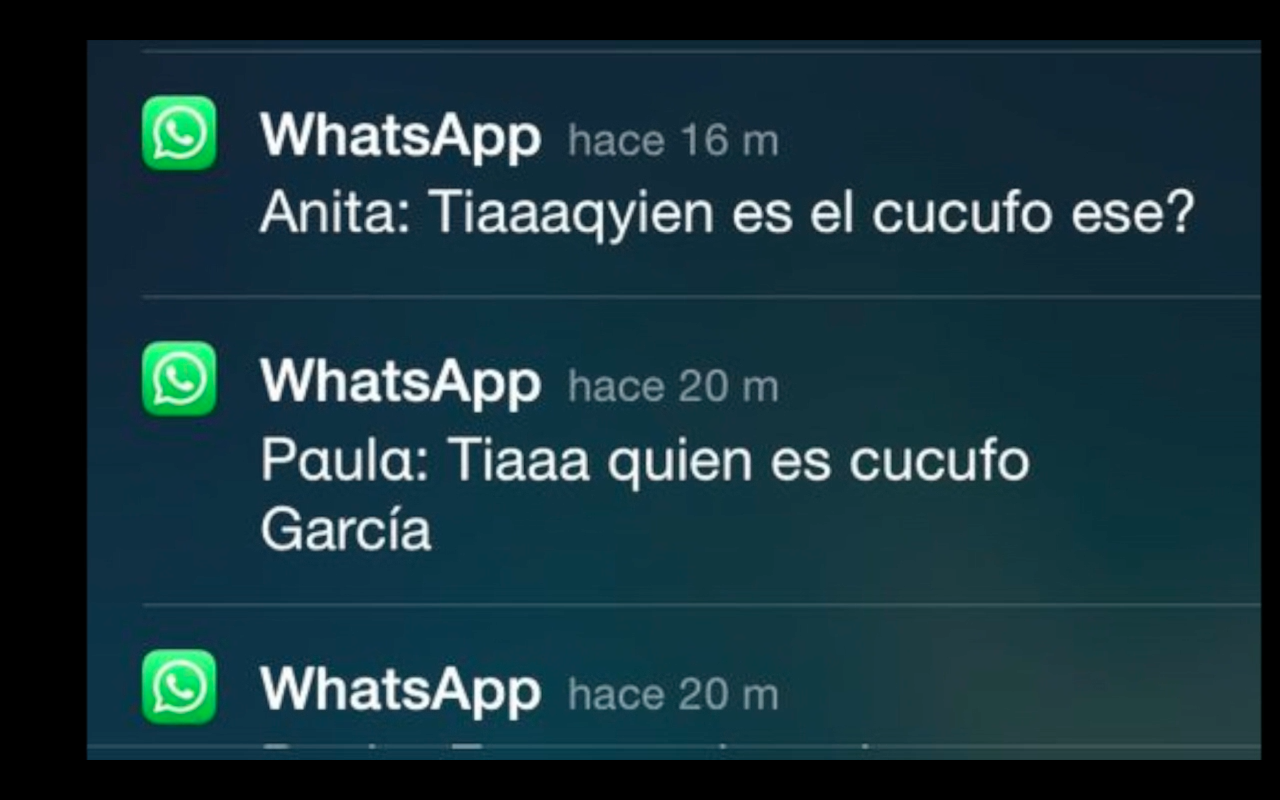 WhatsApp hace 16 m
Anita: Tiaaaqyien es el cucufo ese?
WhatsApp hace 20 m
Paula: Tiaaa quien es cucufo
García
WhatsApp hace 20 m